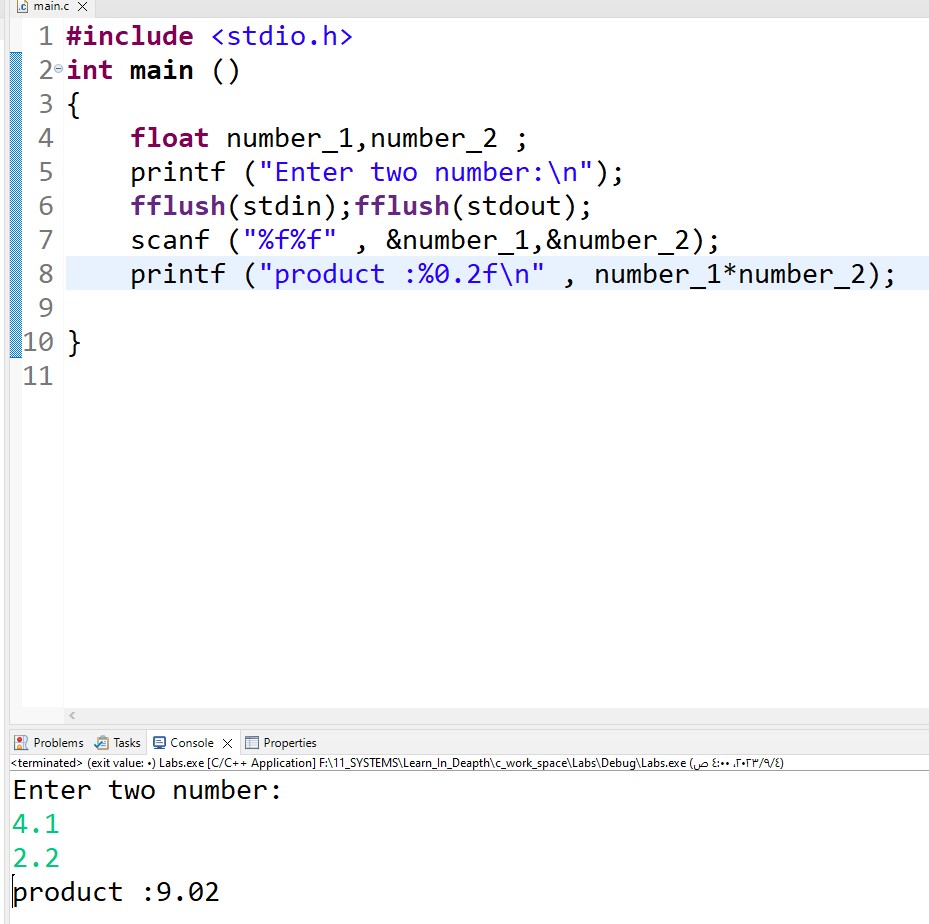 main.c
1 #include <stdio.h>
2 int main ()
3 {
4     float number_1,number_2 ;
5     printf ("Enter two number:\n");
6     fflush(stdin);fflush(stdout);
7     scanf ("%f%f" , &number_1,&number_2);
8     printf ("product :%0.2f\n" , number_1*number_2);
9
10 }
11
Problems Tasks Console Properties
<terminated> (exit value: ٠) Labs.exe [C/C++ Application] F:\11_SYSTEMS\Learn_In_Deapth\c_work_space\Labs\Debug\Labs.exe (٢٠٢٣/٩/٤، ٤:٠٠ ص)
Enter two number:
4.1
2.2
product :9.02